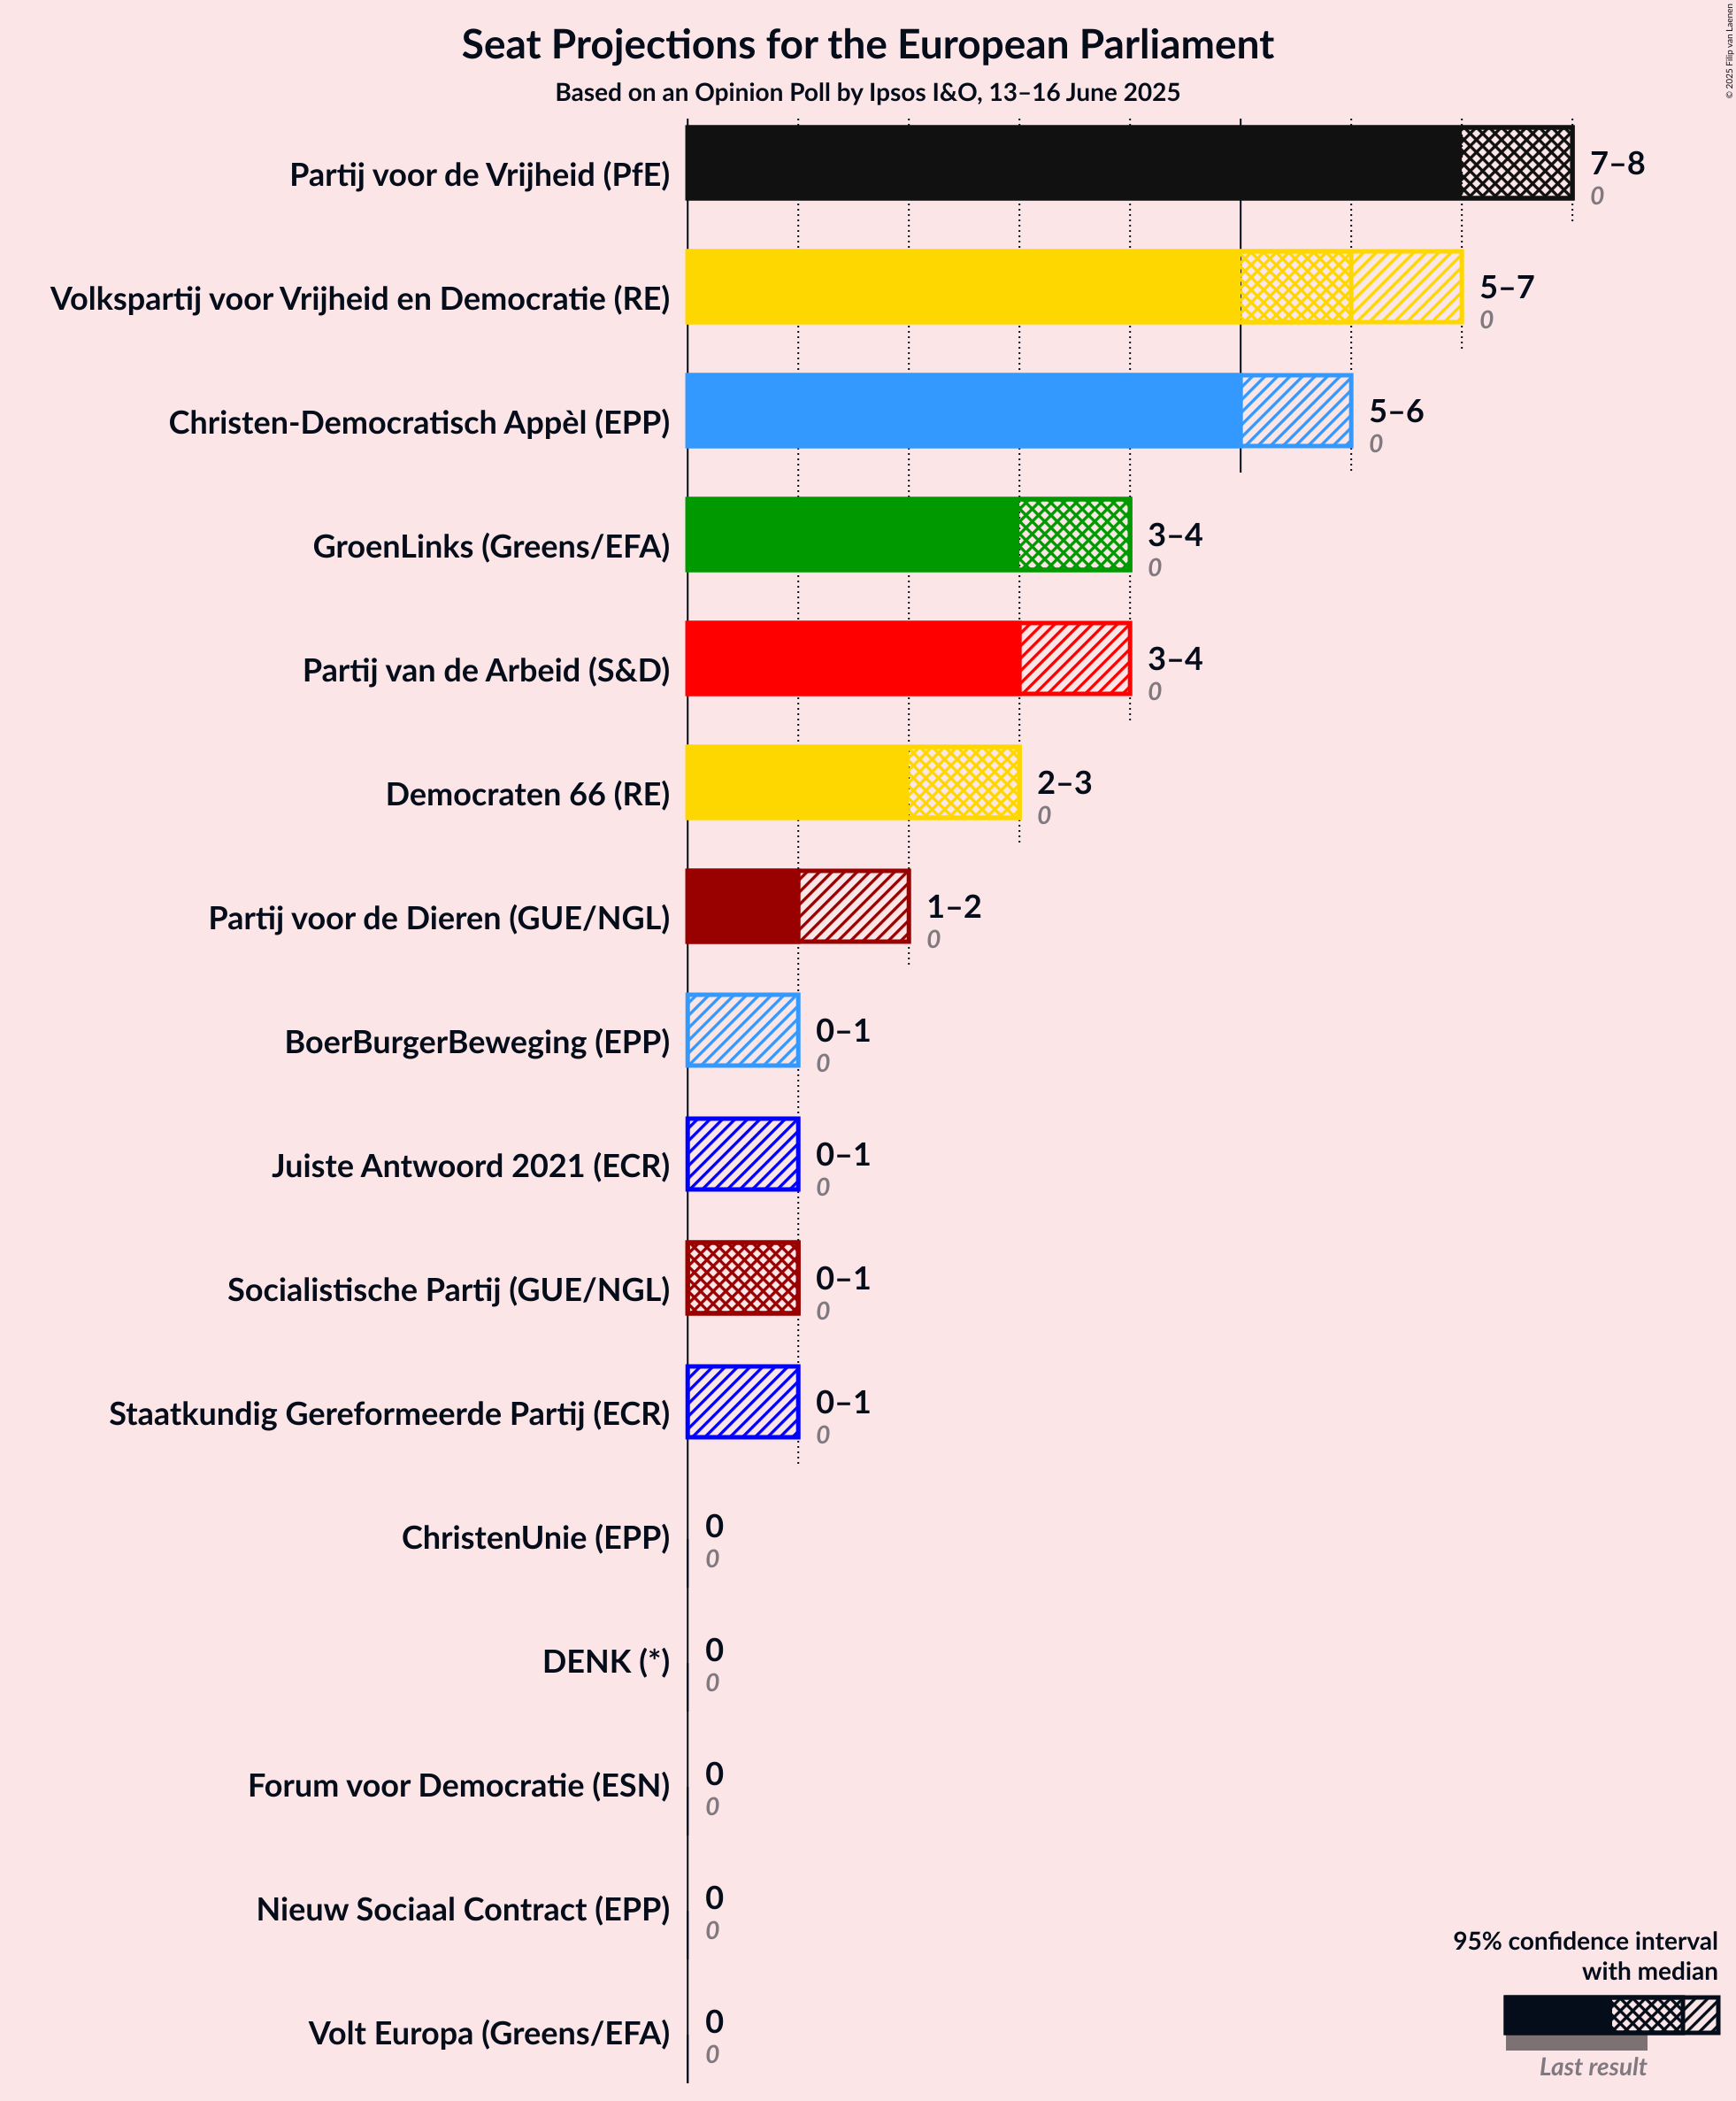 Seat Projections for the European Parliament
Based on an Opinion Poll by Ipsos I&O, 13–16 June 2025
© 2025 Filip van Laenen
Partij voor de Vrijheid (PfE)
7–8
0
Volkspartij voor Vrijheid en Democratie (RE)
5–7
0
Christen-Democratisch Appèl (EPP)
5–6
0
GroenLinks (Greens/EFA)
3–4
0
Partij van de Arbeid (S&D)
3–4
0
Democraten 66 (RE)
2–3
0
Partij voor de Dieren (GUE/NGL)
1–2
0
BoerBurgerBeweging (EPP)
0–1
0
Juiste Antwoord 2021 (ECR)
0–1
0
Socialistische Partij (GUE/NGL)
0–1
0
Staatkundig Gereformeerde Partij (ECR)
0–1
0
ChristenUnie (EPP)
0
0
DENK (*)
0
0
Forum voor Democratie (ESN)
0
0
Nieuw Sociaal Contract (EPP)
0
0
Volt Europa (Greens/EFA)
0
0
95% confidence interval
with median
Last result